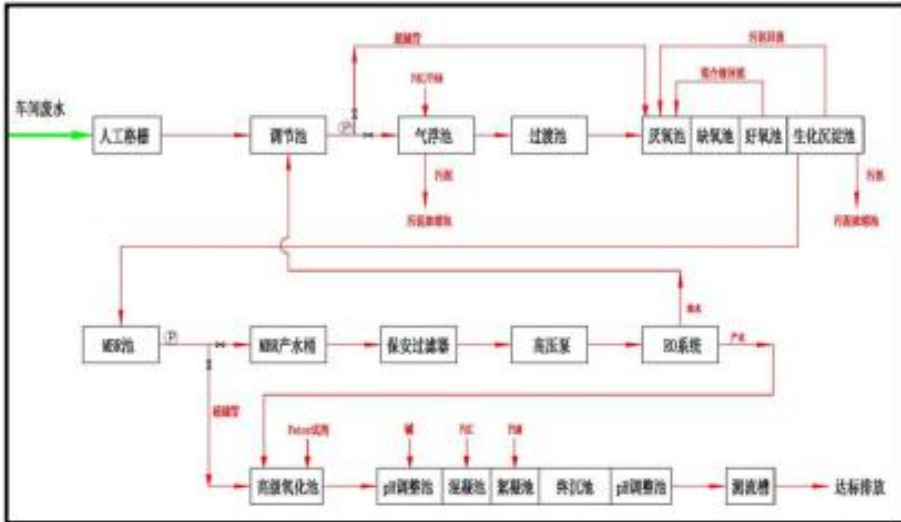 超越管
污泥回流
混合液回流
PAC/PAM
车间废水
人工格栅
调节池
P
气浮池
过渡池
厌氧池
缺氧池
好氧池
生化沉淀池
污泥
污泥浓缩池
污泥
污泥浓缩池
MBR池
P
MBR产水桶
保安过滤器
高压泵
RO系统
产水
超越管
Fenton试剂
碱
PAC
PAM
高级氧化池
pH调整池
混凝池
絮凝池
终沉池
pH调整池
测流槽
达标排放